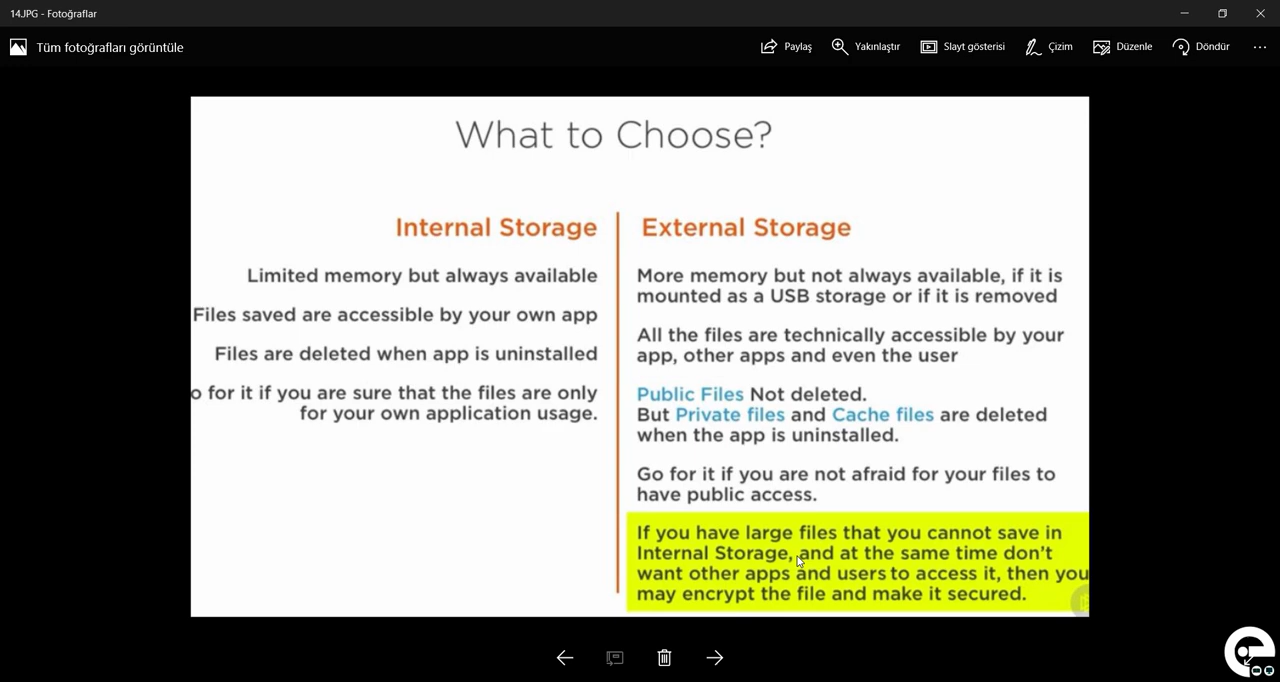 14.JPG - Fotoğraflar
Tüm fotoğrafları görüntüle
Paylaş
Yakınlaştır
Slayt gösterisi
Çizim
Düzenle
Döndür
What to Choose?
Internal Storage
Limited memory but always available
Files saved are accessible by your own app
Files are deleted when app is uninstalled
o for it if you are sure that the files are only
for your own application usage.
External Storage
More memory but not always available, if it is
mounted as a USB storage or if it is removed
All the files are technically accessible by your
app, other apps and even the user
Public Files Not deleted.
But Private files and Cache files are deleted
when the app is uninstalled.
Go for it if you are not afraid for your files to
have public access.
If you have large files that you cannot save in
Internal Storage, and at the same time don't
want other apps and users to access it, then you
may encrypt the file and make it secured.